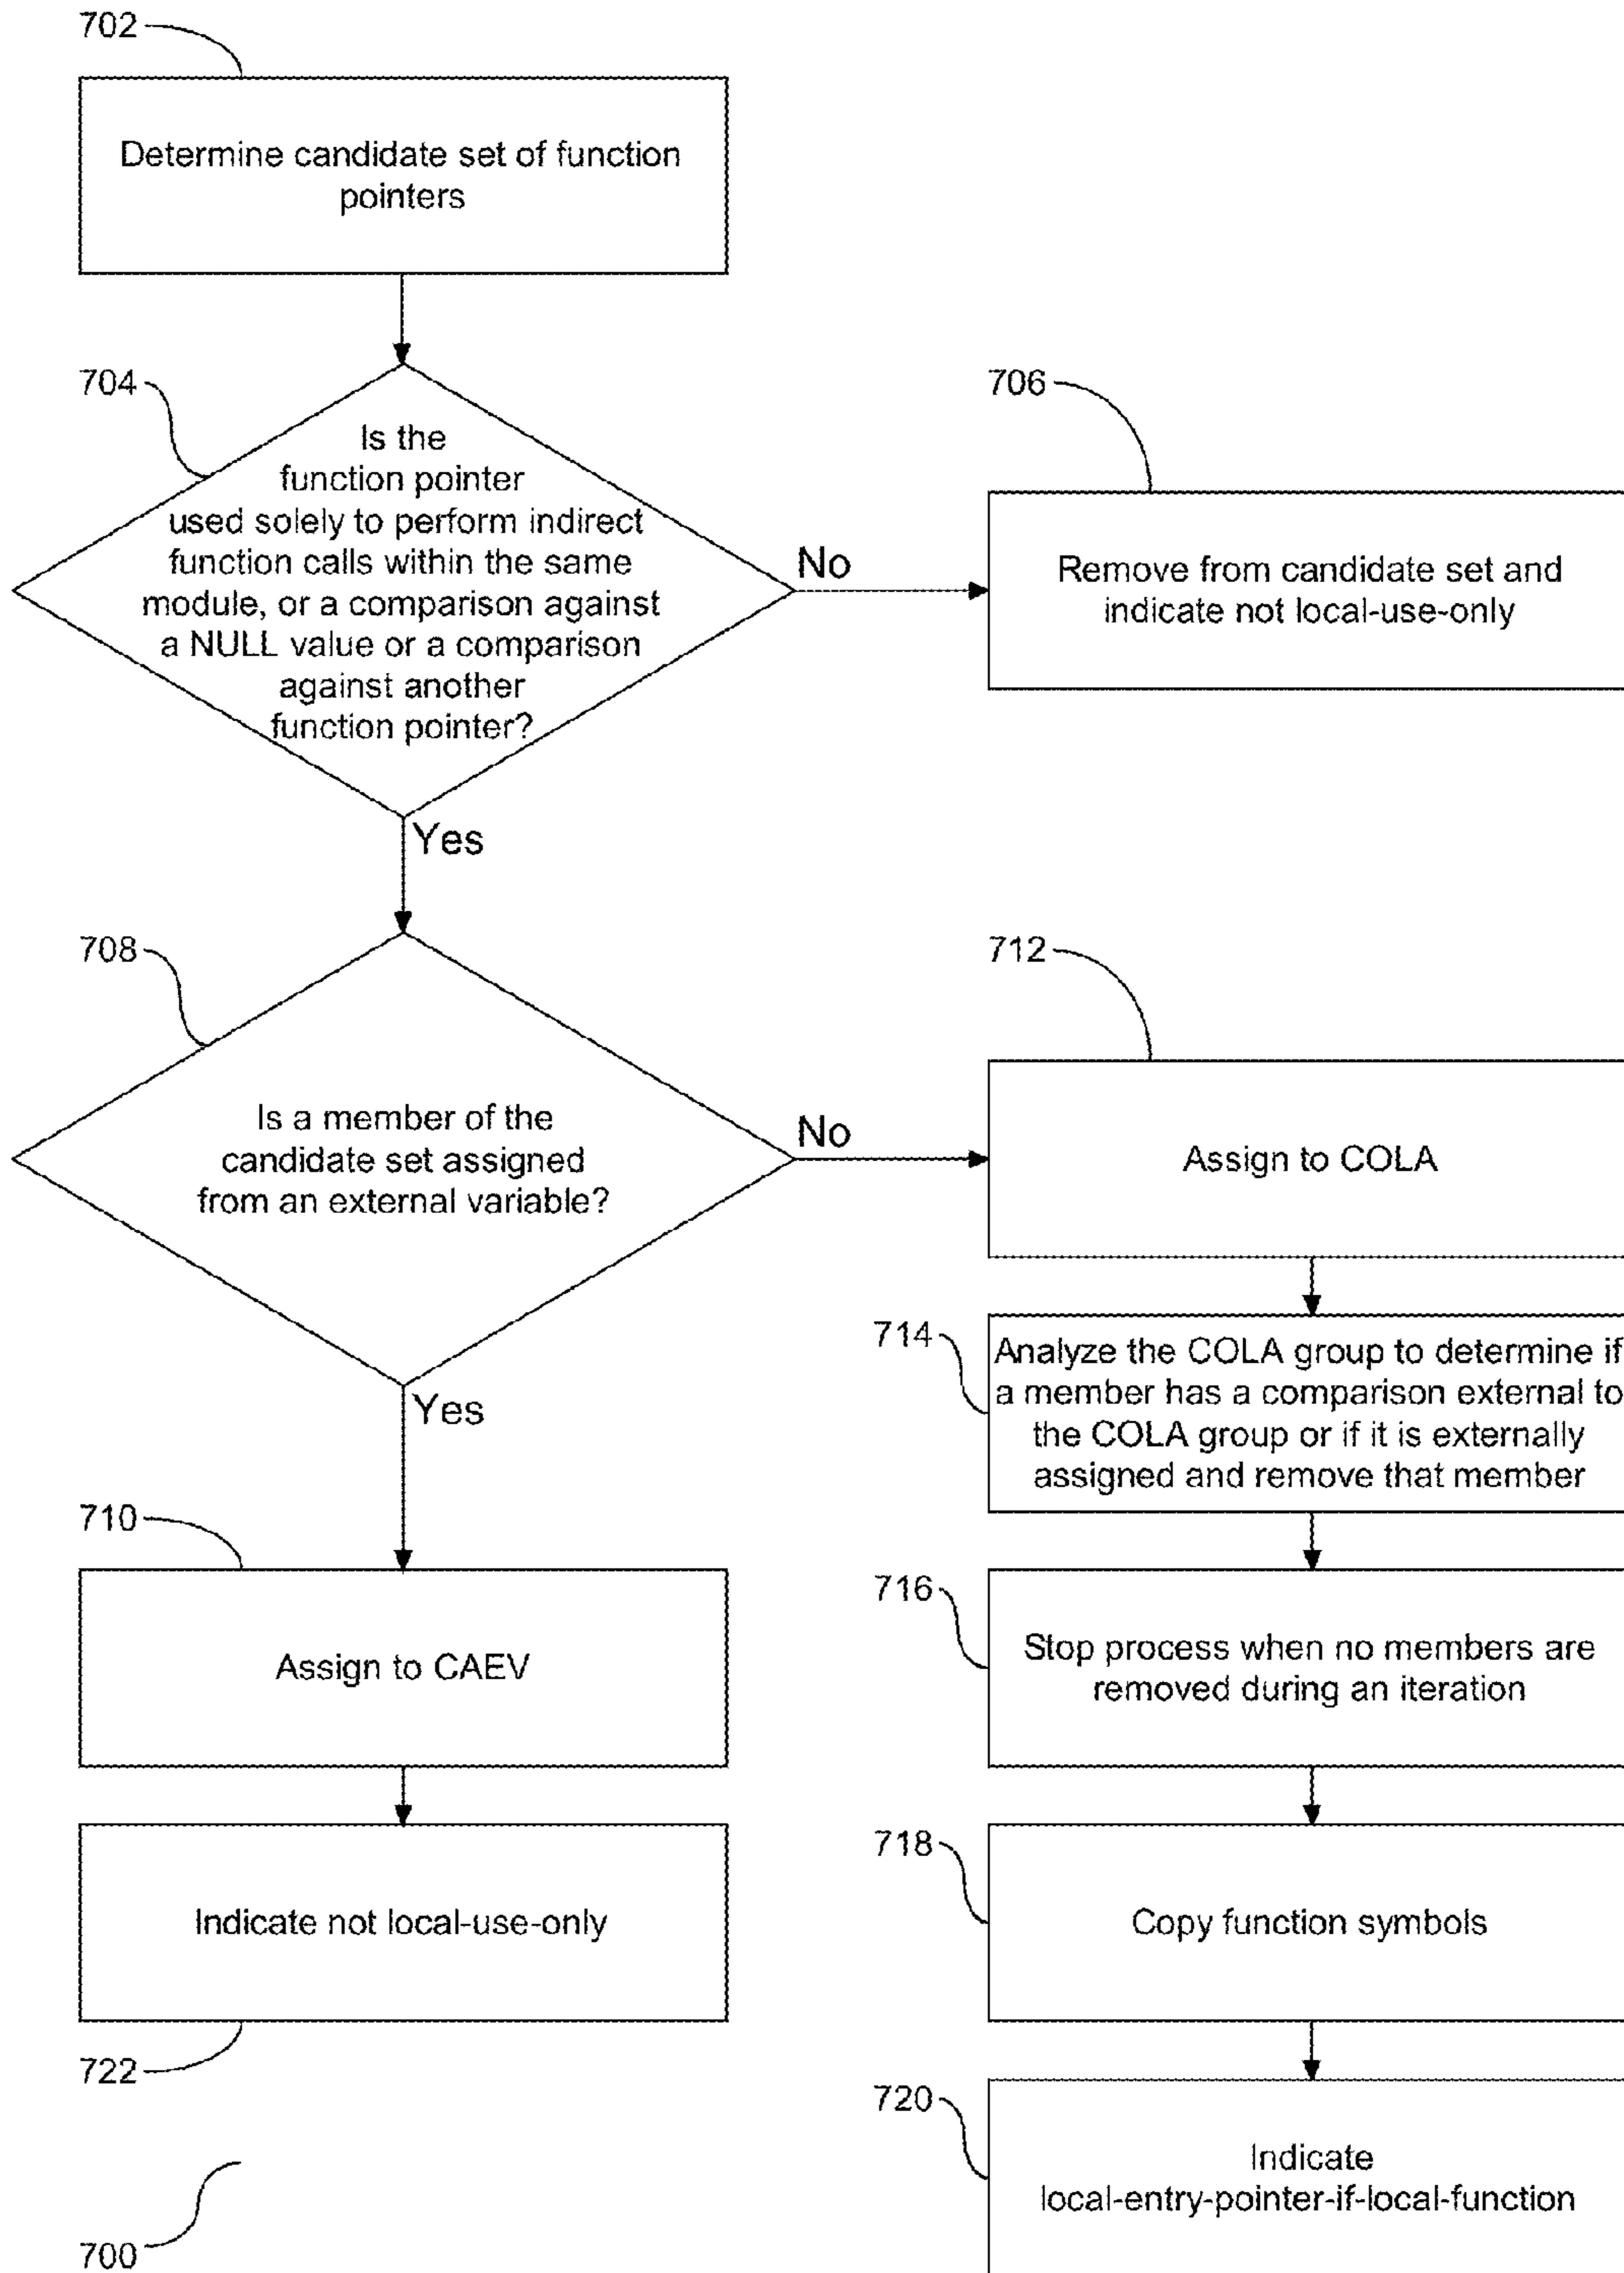 702
Determine candidate set of function
pointers
704
Is the
function pointer
used solely to perform indirect
function calls within the same
module, or a comparison against
a NULL value or a comparison
against another
function pointer?
No
706
Remove from candidate set and
indicate not local-use-only
Yes
708
Is a member of the
candidate set assigned
from an external variable?
No
712
Assign to COLA
714
Analyze the COLA group to determine if
a member has a comparison external to
the COLA group or if it is externally
assigned and remove that member
Yes
710
Assign to CAEV
716
Stop process when no members are
removed during an iteration
718
Copy function symbols
Indicate not local-use-only
722
720
Indicate
local-entry-pointer-if-local-function
700